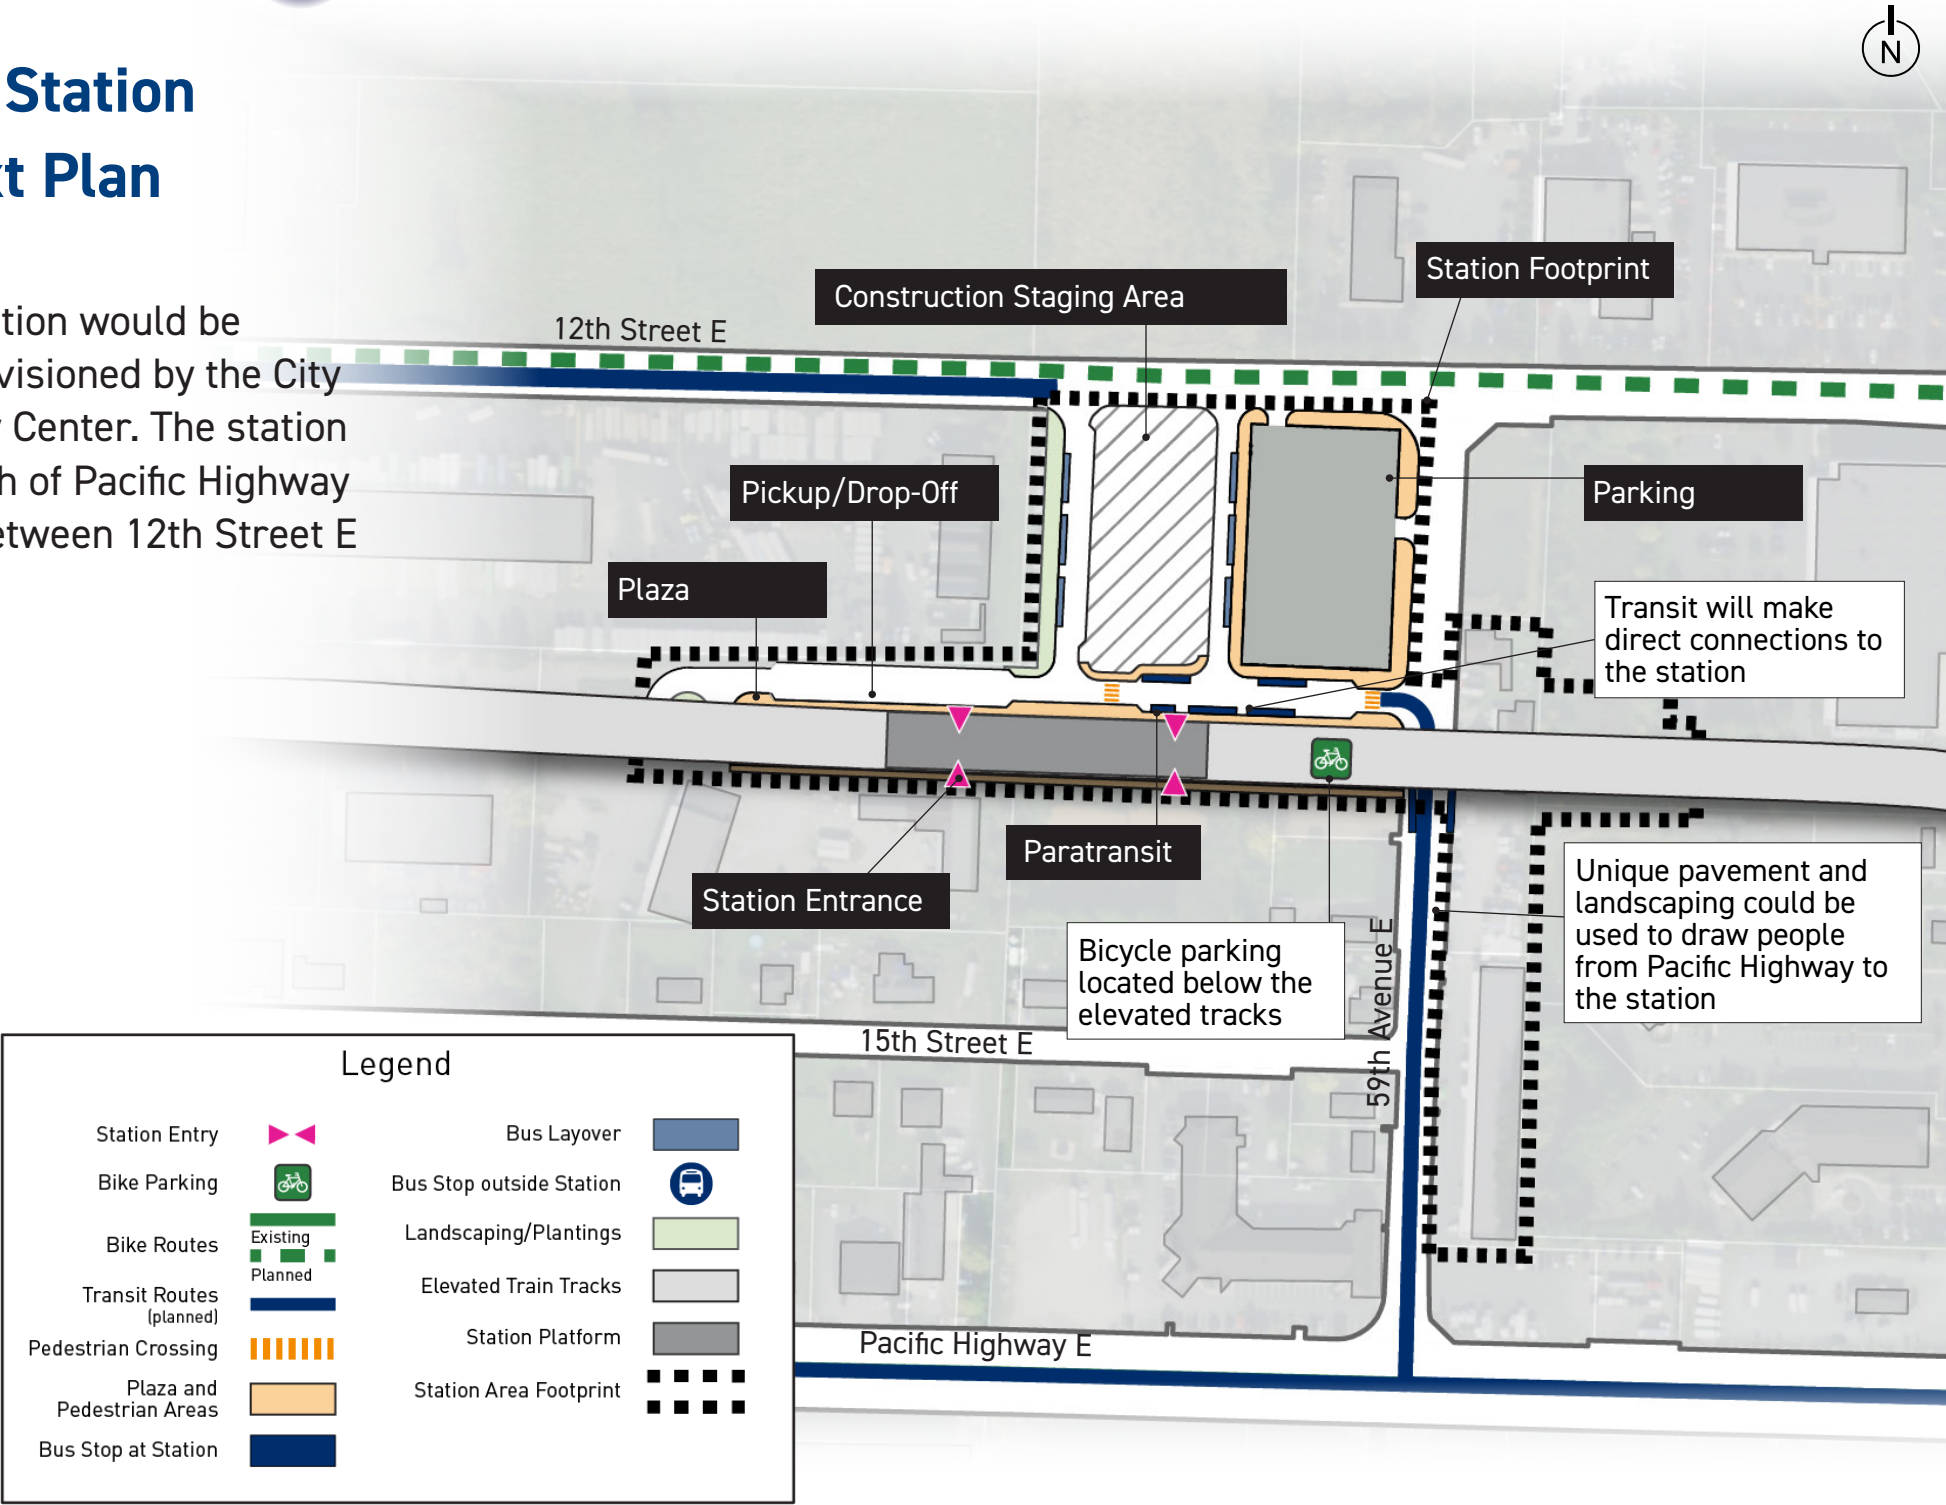 Station
t Plan
tion would be
visioned by the City
Center. The station
h of Pacific Highway
etween 12th Street E
N
Station Footprint
Construction Staging Area
12th Street E
Pickup/Drop-Off
Parking
Plaza
Transit will make
direct connections to
the station
Paratransit
Station Entrance
Unique pavement and
landscaping could be
used to draw people
from Pacific Highway to
the station
Bicycle parking
located below the
elevated tracks
59th Avenue E
15th Street E
Pacific Highway E
Legend
Station Entry
Bike Parking
Bike Routes
Existing
Planned
Transit Routes
(planned)
Pedestrian Crossing
Plaza and
Pedestrian Areas
Bus Stop at Station
Bus Layover
Bus Stop outside Station
Landscaping/Plantings
Elevated Train Tracks
Station Platform
Station Area Footprint